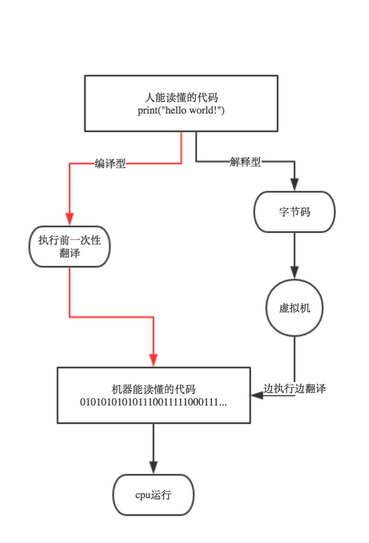 人能读懂的代码
print("hello world!")
编译型
解释型
字节码
执行前一次性
翻译
虚拟机
边执行边翻译
机器能读懂的代码
010101010101110011111000111...
cpu运行